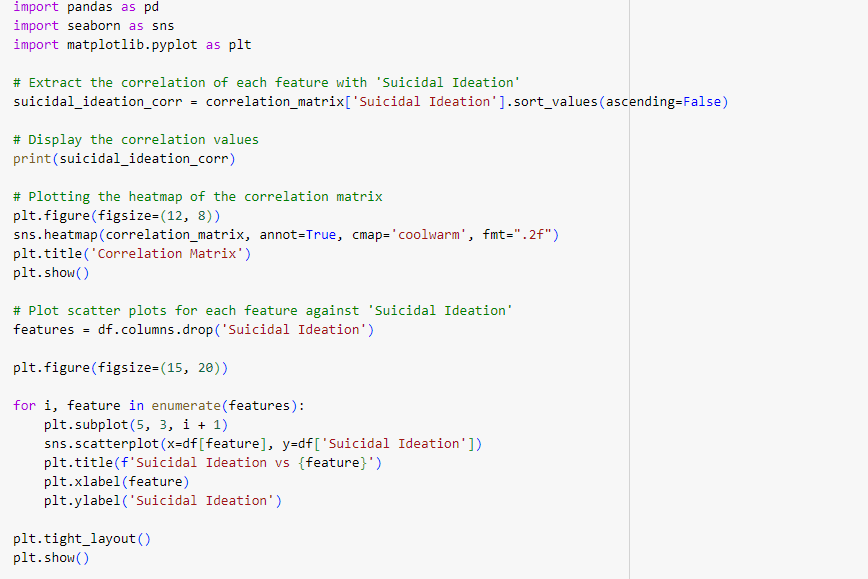 import pandas as pd
import seaborn as sns
import matplotlib.pyplot as plt

# Extract the correlation of each feature with 'Suicidal Ideation'
suicidal_ideation_corr = correlation_matrix['Suicidal Ideation'].sort_values(ascending=False)

# Display the correlation values
print(suicidal_ideation_corr)

# Plotting the heatmap of the correlation matrix
plt.figure(figsize=(12, 8))
sns.heatmap(correlation_matrix, annot=True, cmap='coolwarm', fmt=".2f")
plt.title('Correlation Matrix')
plt.show()

# Plot scatter plots for each feature against 'Suicidal Ideation'
features = df.columns.drop('Suicidal Ideation')

plt.figure(figsize=(15, 20))

for i, feature in enumerate(features):
    plt.subplot(5, 3, i + 1)
    sns.scatterplot(x=df[feature], y=df['Suicidal Ideation'])
    plt.title(f'Suicidal Ideation vs {feature}')
    plt.xlabel(feature)
    plt.ylabel('Suicidal Ideation')

plt.tight_layout()
plt.show()